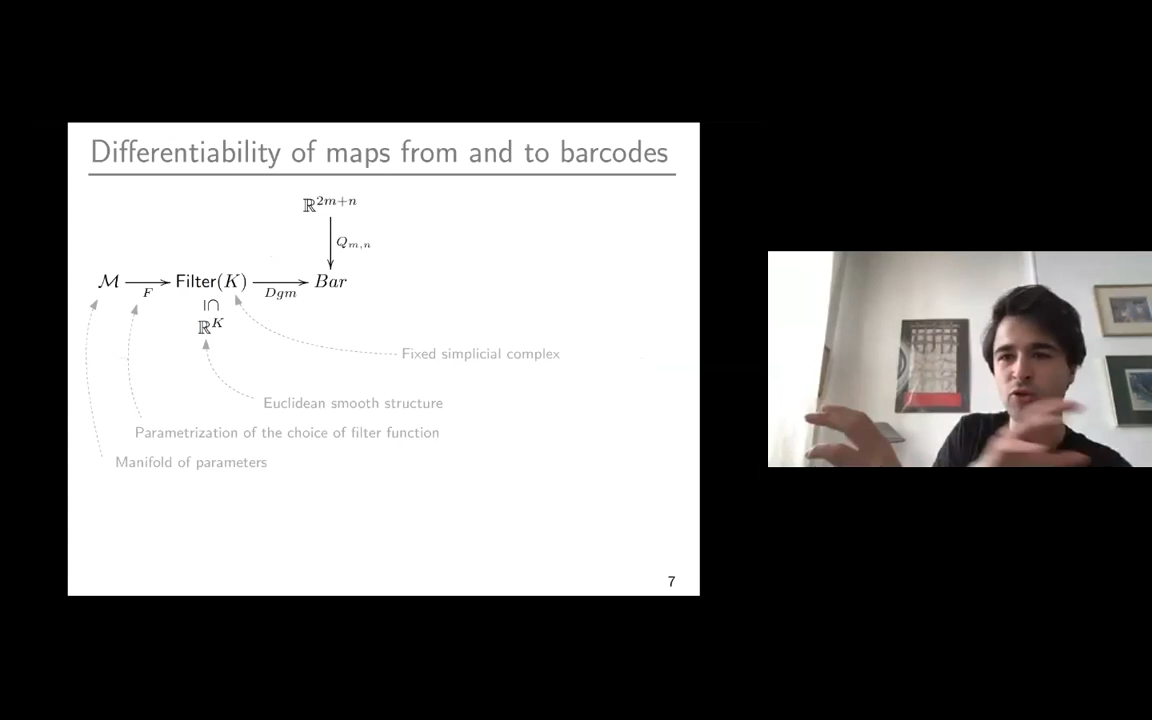 Differentiability of maps from and to barcodes
ℝ^{2m+n}
Q_{m,n}
ℳ F Filter(K) Dgm Bar
ℝ^K
Fixed simplicial complex
Euclidean smooth structure
Parametrization of the choice of filter function
Manifold of parameters
7